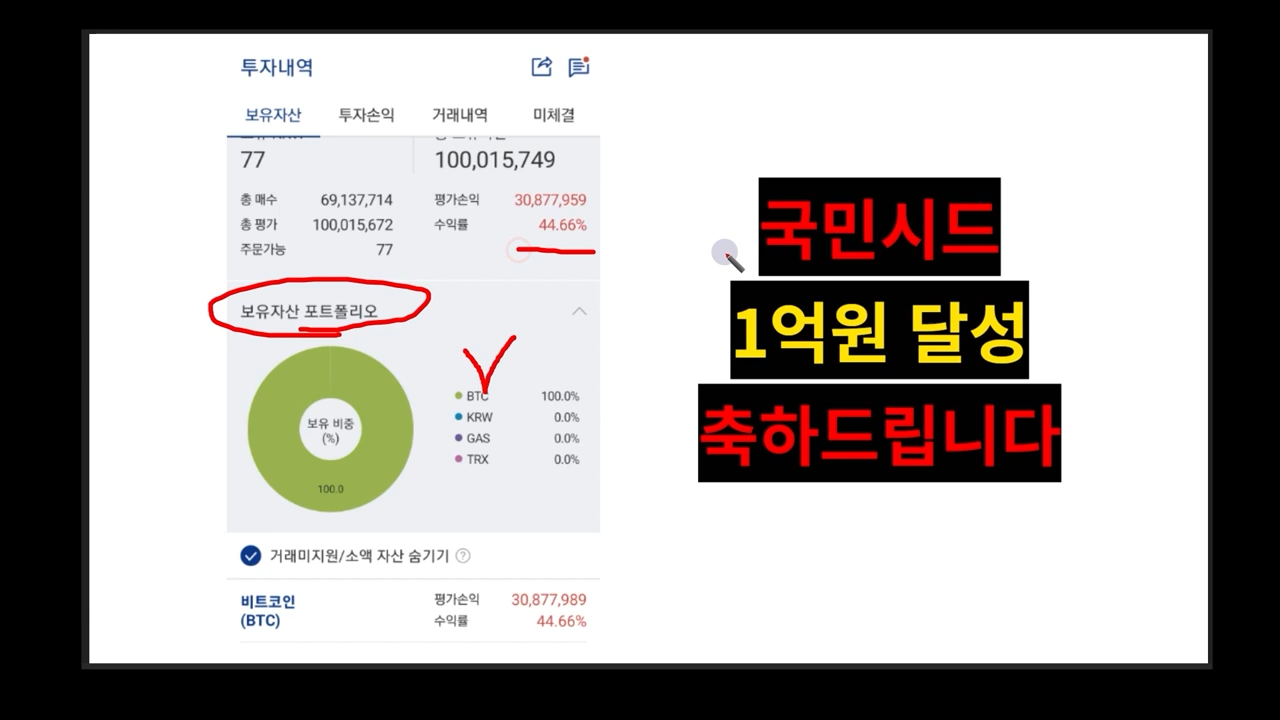 투자내역
보유자산 투자손익 거래내역 미체결
77 100,015,749
총 매수 69,137,714 평가손익 30,877,959
총 평가 100,015,672 수익률 44.66%
주문가능 77
보유자산 포트폴리오
보유 비중
(%)
100.0
BTC 100.0%
KRW 0.0%
GAS 0.0%
TRX 0.0%
거래미지원/소액 자산 숨기기 ?
비트코인 평가손익 30,877,989
(BTC) 수익률 44.66%
국민시드
1억원 달성
축하드립니다